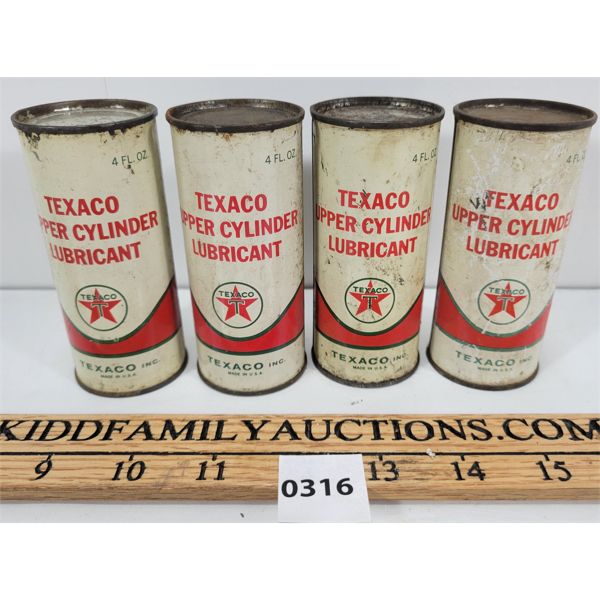 4 FL. OZ.
TEXACO
UPPER CYLINDER
LUBRICANT
TEXACO
T
TEXACO INC.
MADE IN U.S.A.
4 FL. OZ.
TEXACO
UPPER CYLINDER
LUBRICANT
TEXACO
T
TEXACO INC.
MADE IN U.S.A.
4 FL. OZ.
TEXACO
UPPER CYLINDER
LUBRICANT
TEXACO
T
TEXACO INC.
MADE IN U.S.A.
4 FL. OZ.
TEXACO
UPPER CYLINDER
LUBRICANT
TEXACO
T
TEXACO INC.
MADE IN U.S.A.
KIDDFAMILYAUCTIONS.COM
9 10 11 13 14 15
0316